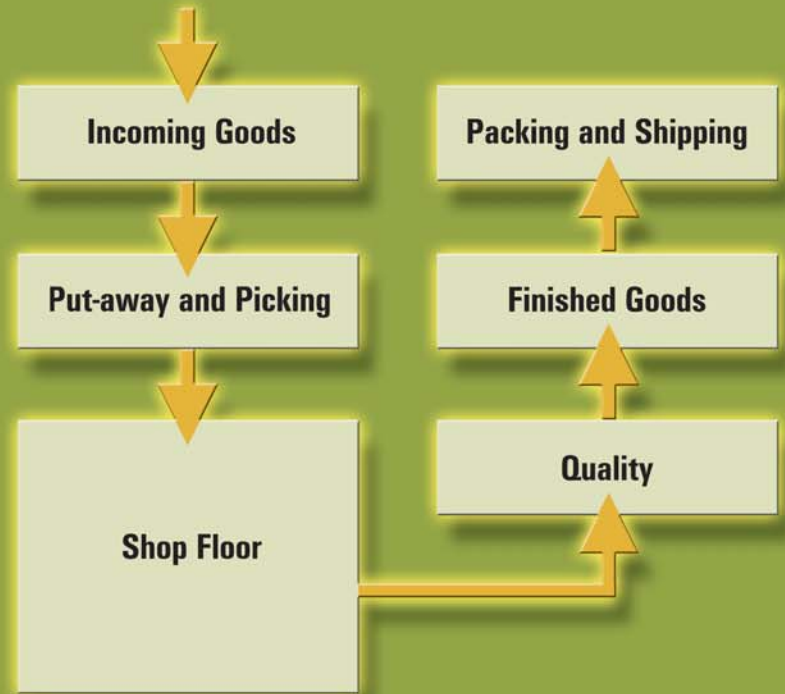 Incoming Goods
Put-away and Picking
Shop Floor
Quality
Finished Goods
Packing and Shipping